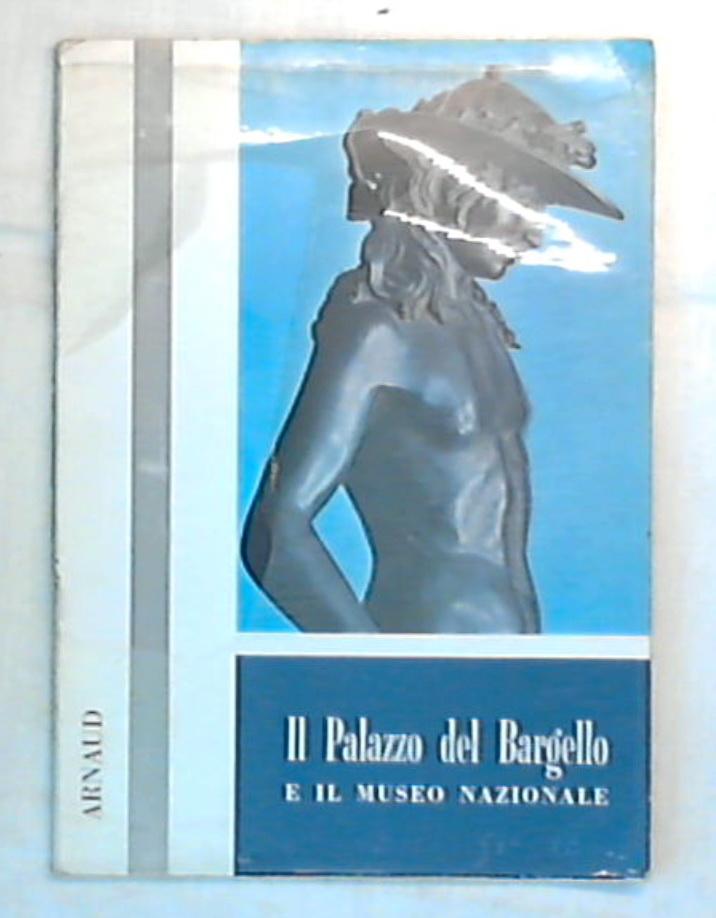 Il Palazzo del Bargello
E IL MUSEO NAZIONALE
ARNAUD